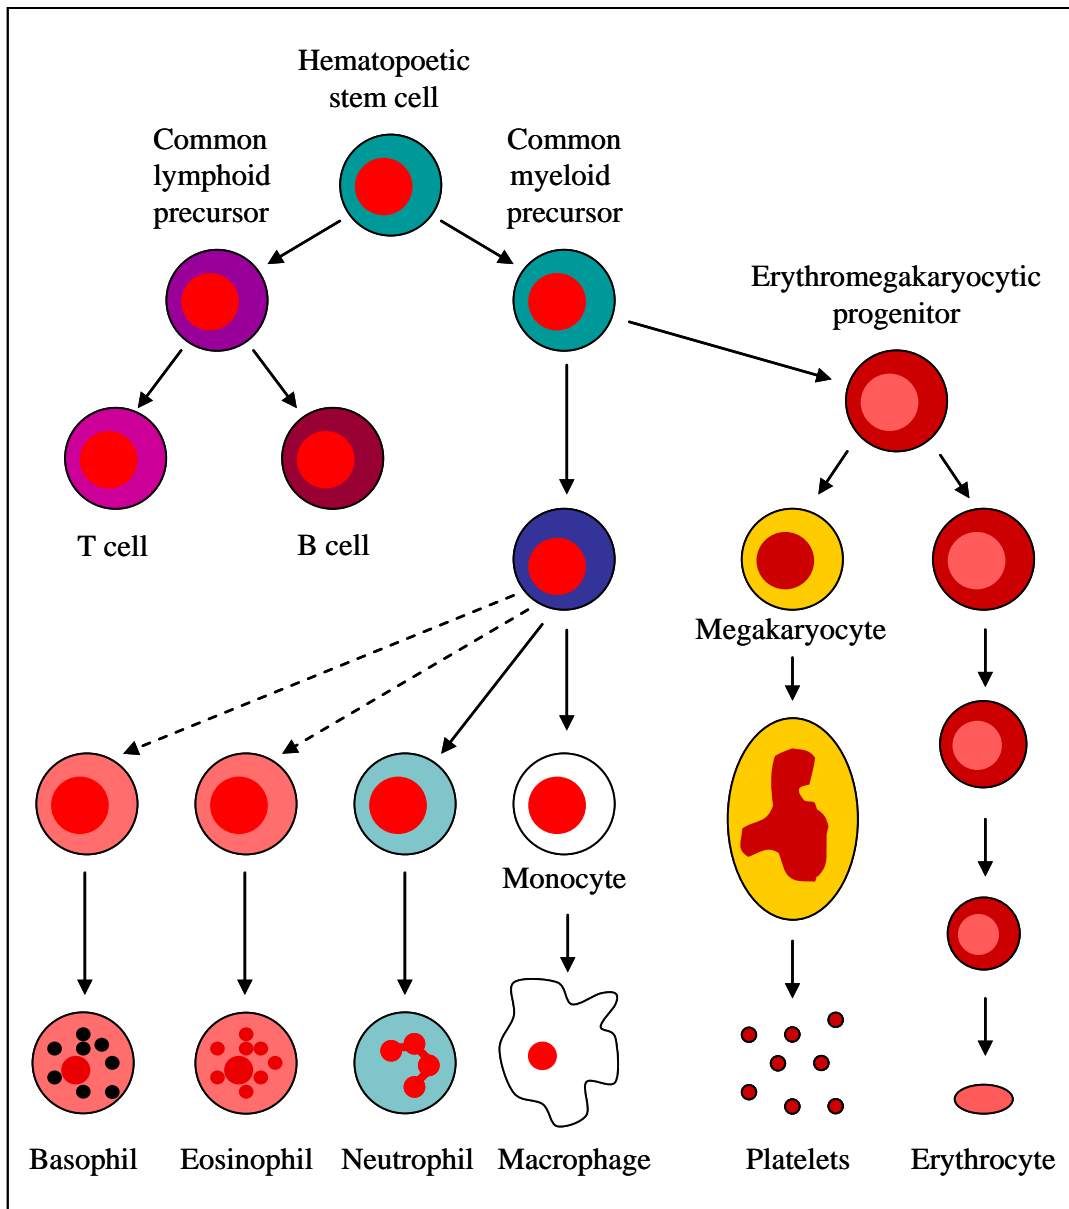 Hematopoetic
stem cell
Common
lymphoid
precursor
Common
myeloid
precursor
Erythromegakaryocytic
progenitor
T cell
B cell
Megakaryocyte
Monocyte
Basophil
Eosinophil
Neutrophil
Macrophage
Platelets
Erythrocyte